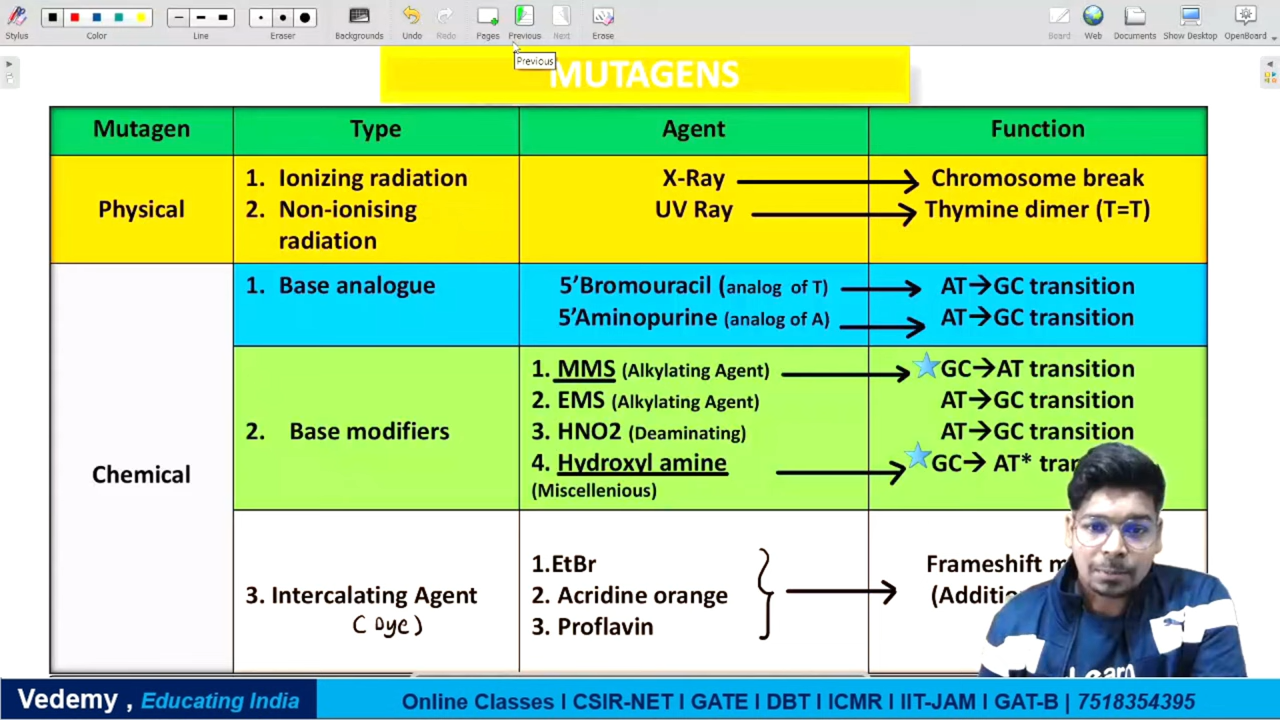 Stylus Color Line Eraser Backgrounds Undo Redo Pages Previous Next Erase Board Web Documents Show Desktop OpenBoard
Previous
MUTAGENS
Mutagen Type Agent Function
Physical
1. Ionizing radiation
2. Non-ionising
radiation
X-Ray
UV Ray
Chromosome break
Thymine dimer (T=T)
Chemical
1. Base analogue
5'Bromouracil (analog of T)
5'Aminopurine (analog of A)
AT→GC transition
AT→GC transition
2. Base modifiers
1. MMS (Alkylating Agent)
2. EMS (Alkylating Agent)
3. HNO2 (Deaminating)
4. Hydroxyl amine
(Miscellenious)
GC→AT transition
AT→GC transition
AT→GC transition
GC→ AT*
3. Intercalating Agent
( Dye )
1.EtBr
2. Acridine orange
3. Proflavin
Frameshift
Vedemy , Educating India
Online Classes I CSIR-NET I GATE I DBT I ICMR I IIT-JAM I GAT-B | 7518354395